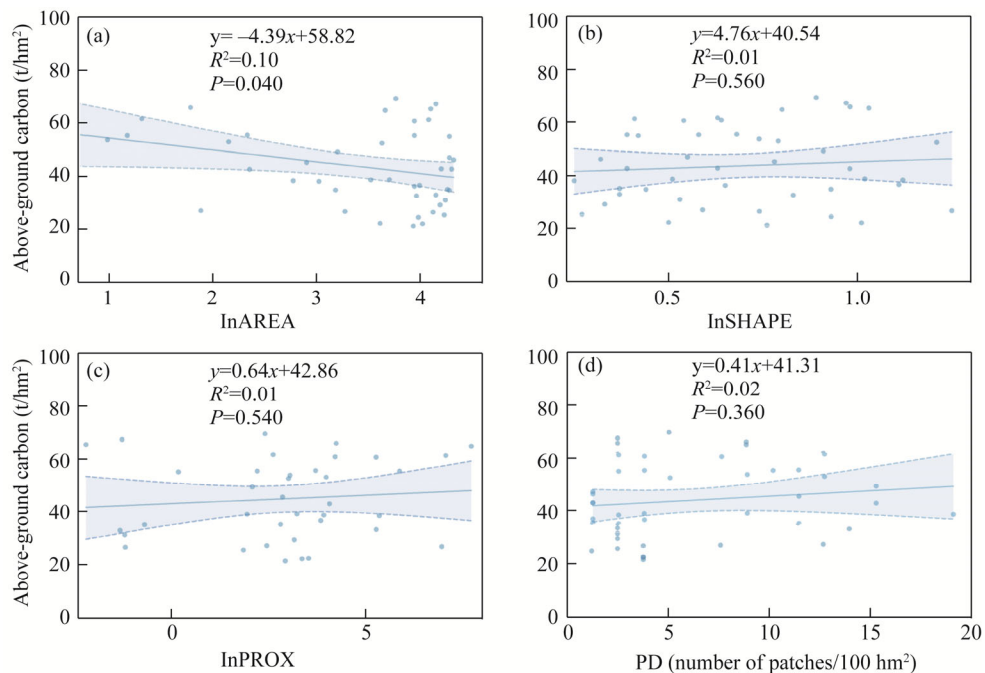 (a)
y= –4.39x+58.82
R²=0.10
P=0.040
100
80
60
40
20
0
Above-ground carbon (t/hm²)
1
2
3
4
InAREA
(b)
y=4.76x+40.54
R²=0.01
P=0.560
100
80
60
40
20
0
0.5
1.0
InSHAPE
(c)
y=0.64x+42.86
R²=0.01
P=0.540
100
80
60
40
20
0
Above-ground carbon (t/hm²)
0
5
InPROX
(d)
y=0.41x+41.31
R²=0.02
P=0.360
100
80
60
40
20
0
0
5
10
15
20
PD (number of patches/100 hm²)